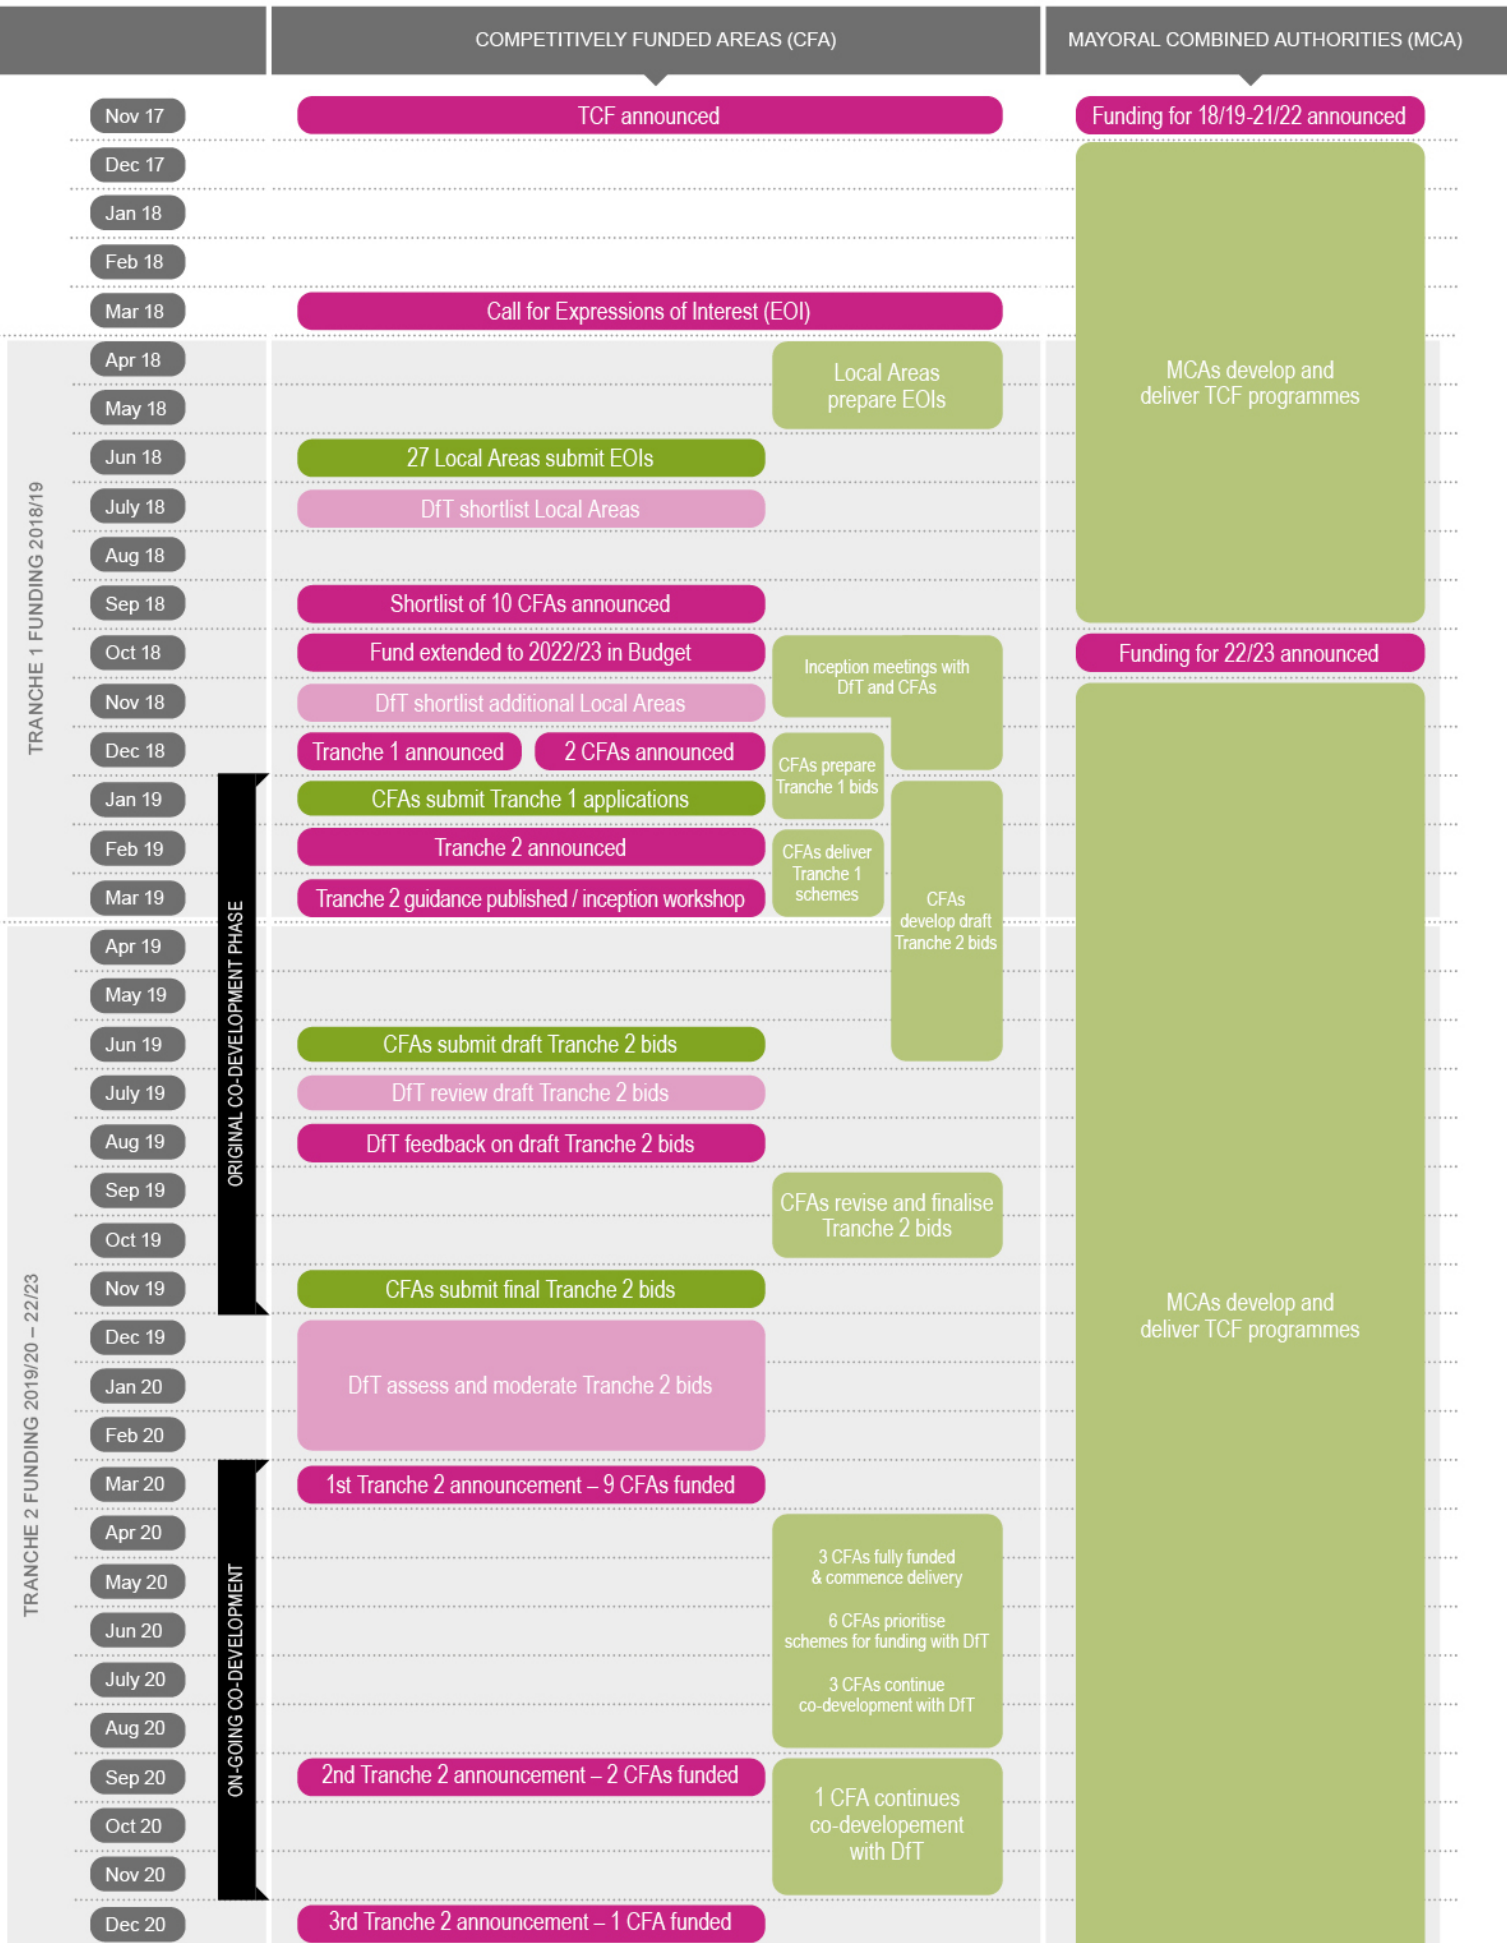 COMPETITIVELY FUNDED AREAS (CFA)
MAYORAL COMBINED AUTHORITIES (MCA)
Nov 17
TCF announced
Funding for 18/19-21/22 announced
Dec 17
Jan 18
Feb 18
Mar 18
Call for Expressions of Interest (EOI)
TRANCHE 1 FUNDING 2018/19
Apr 18
Local Areas
prepare EOIs
MCAs develop and
deliver TCF programmes
May 18
Jun 18
27 Local Areas submit EOIs
July 18
DfT shortlist Local Areas
Aug 18
Sep 18
Shortlist of 10 CFAs announced
Oct 18
Fund extended to 2022/23 in Budget
Inception meetings with
DfT and CFAs
Funding for 22/23 announced
Nov 18
DfT shortlist additional Local Areas
Dec 18
Tranche 1 announced
2 CFAs announced
CFAs prepare
Tranche 1 bids
ORIGINAL CO-DEVELOPMENT PHASE
Jan 19
CFAs submit Tranche 1 applications
Feb 19
Tranche 2 announced
CFAs deliver
Tranche 1
schemes
Mar 19
Tranche 2 guidance published / inception workshop
CFAs
develop draft
Tranche 2 bids
TRANCHE 2 FUNDING 2019/20 – 22/23
Apr 19
May 19
Jun 19
CFAs submit draft Tranche 2 bids
July 19
DfT review draft Tranche 2 bids
Aug 19
DfT feedback on draft Tranche 2 bids
Sep 19
CFAs revise and finalise
Tranche 2 bids
Oct 19
Nov 19
CFAs submit final Tranche 2 bids
MCAs develop and
deliver TCF programmes
Dec 19
Jan 20
DfT assess and moderate Tranche 2 bids
Feb 20
ON-GOING CO-DEVELOPMENT
Mar 20
1st Tranche 2 announcement – 9 CFAs funded
Apr 20
3 CFAs fully funded
& commence delivery
May 20
Jun 20
6 CFAs prioritise
schemes for funding with DfT
July 20
3 CFAs continue
co-development with DfT
Aug 20
Sep 20
2nd Tranche 2 announcement – 2 CFAs funded
1 CFA continues
co-developement
with DfT
Oct 20
Nov 20
Dec 20
3rd Tranche 2 announcement – 1 CFA funded